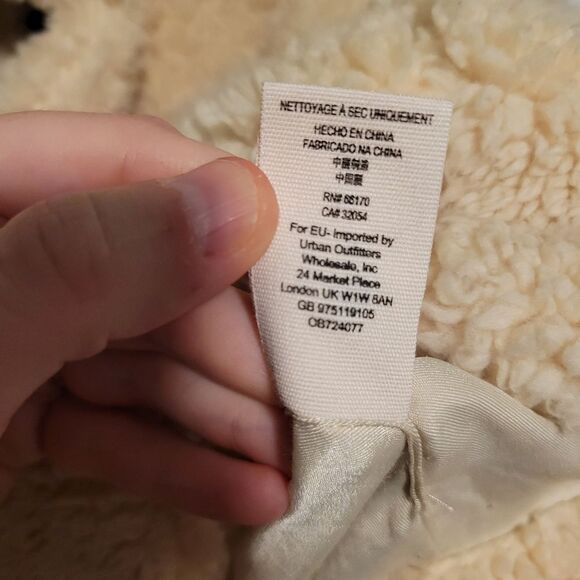 NETTOYAGE À SEC UNIQUEMENT
HECHO EN CHINA
FABRICADO NA CHINA
中國製造
中国製
RN# 66170
CA# 32054
For EU- Imported by
Urban Outfitters
Wholesale, Inc
24 Market Place
London UK W1W 8AN
GB 975119105
OB724077